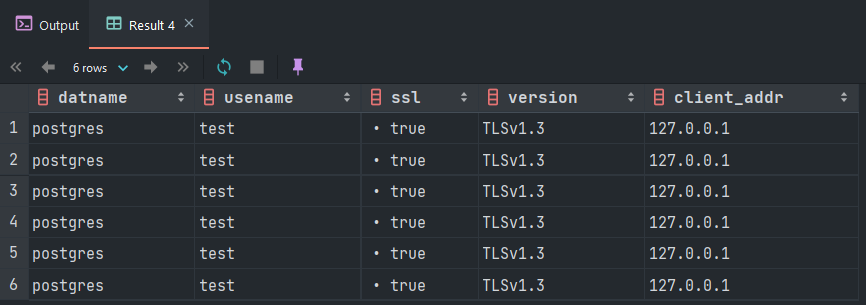 Output Result 4
6 rows
datname usename ssl version client_addr
1 postgres test • true TLSv1.3 127.0.0.1
2 postgres test • true TLSv1.3 127.0.0.1
3 postgres test • true TLSv1.3 127.0.0.1
4 postgres test • true TLSv1.3 127.0.0.1
5 postgres test • true TLSv1.3 127.0.0.1
6 postgres test • true TLSv1.3 127.0.0.1